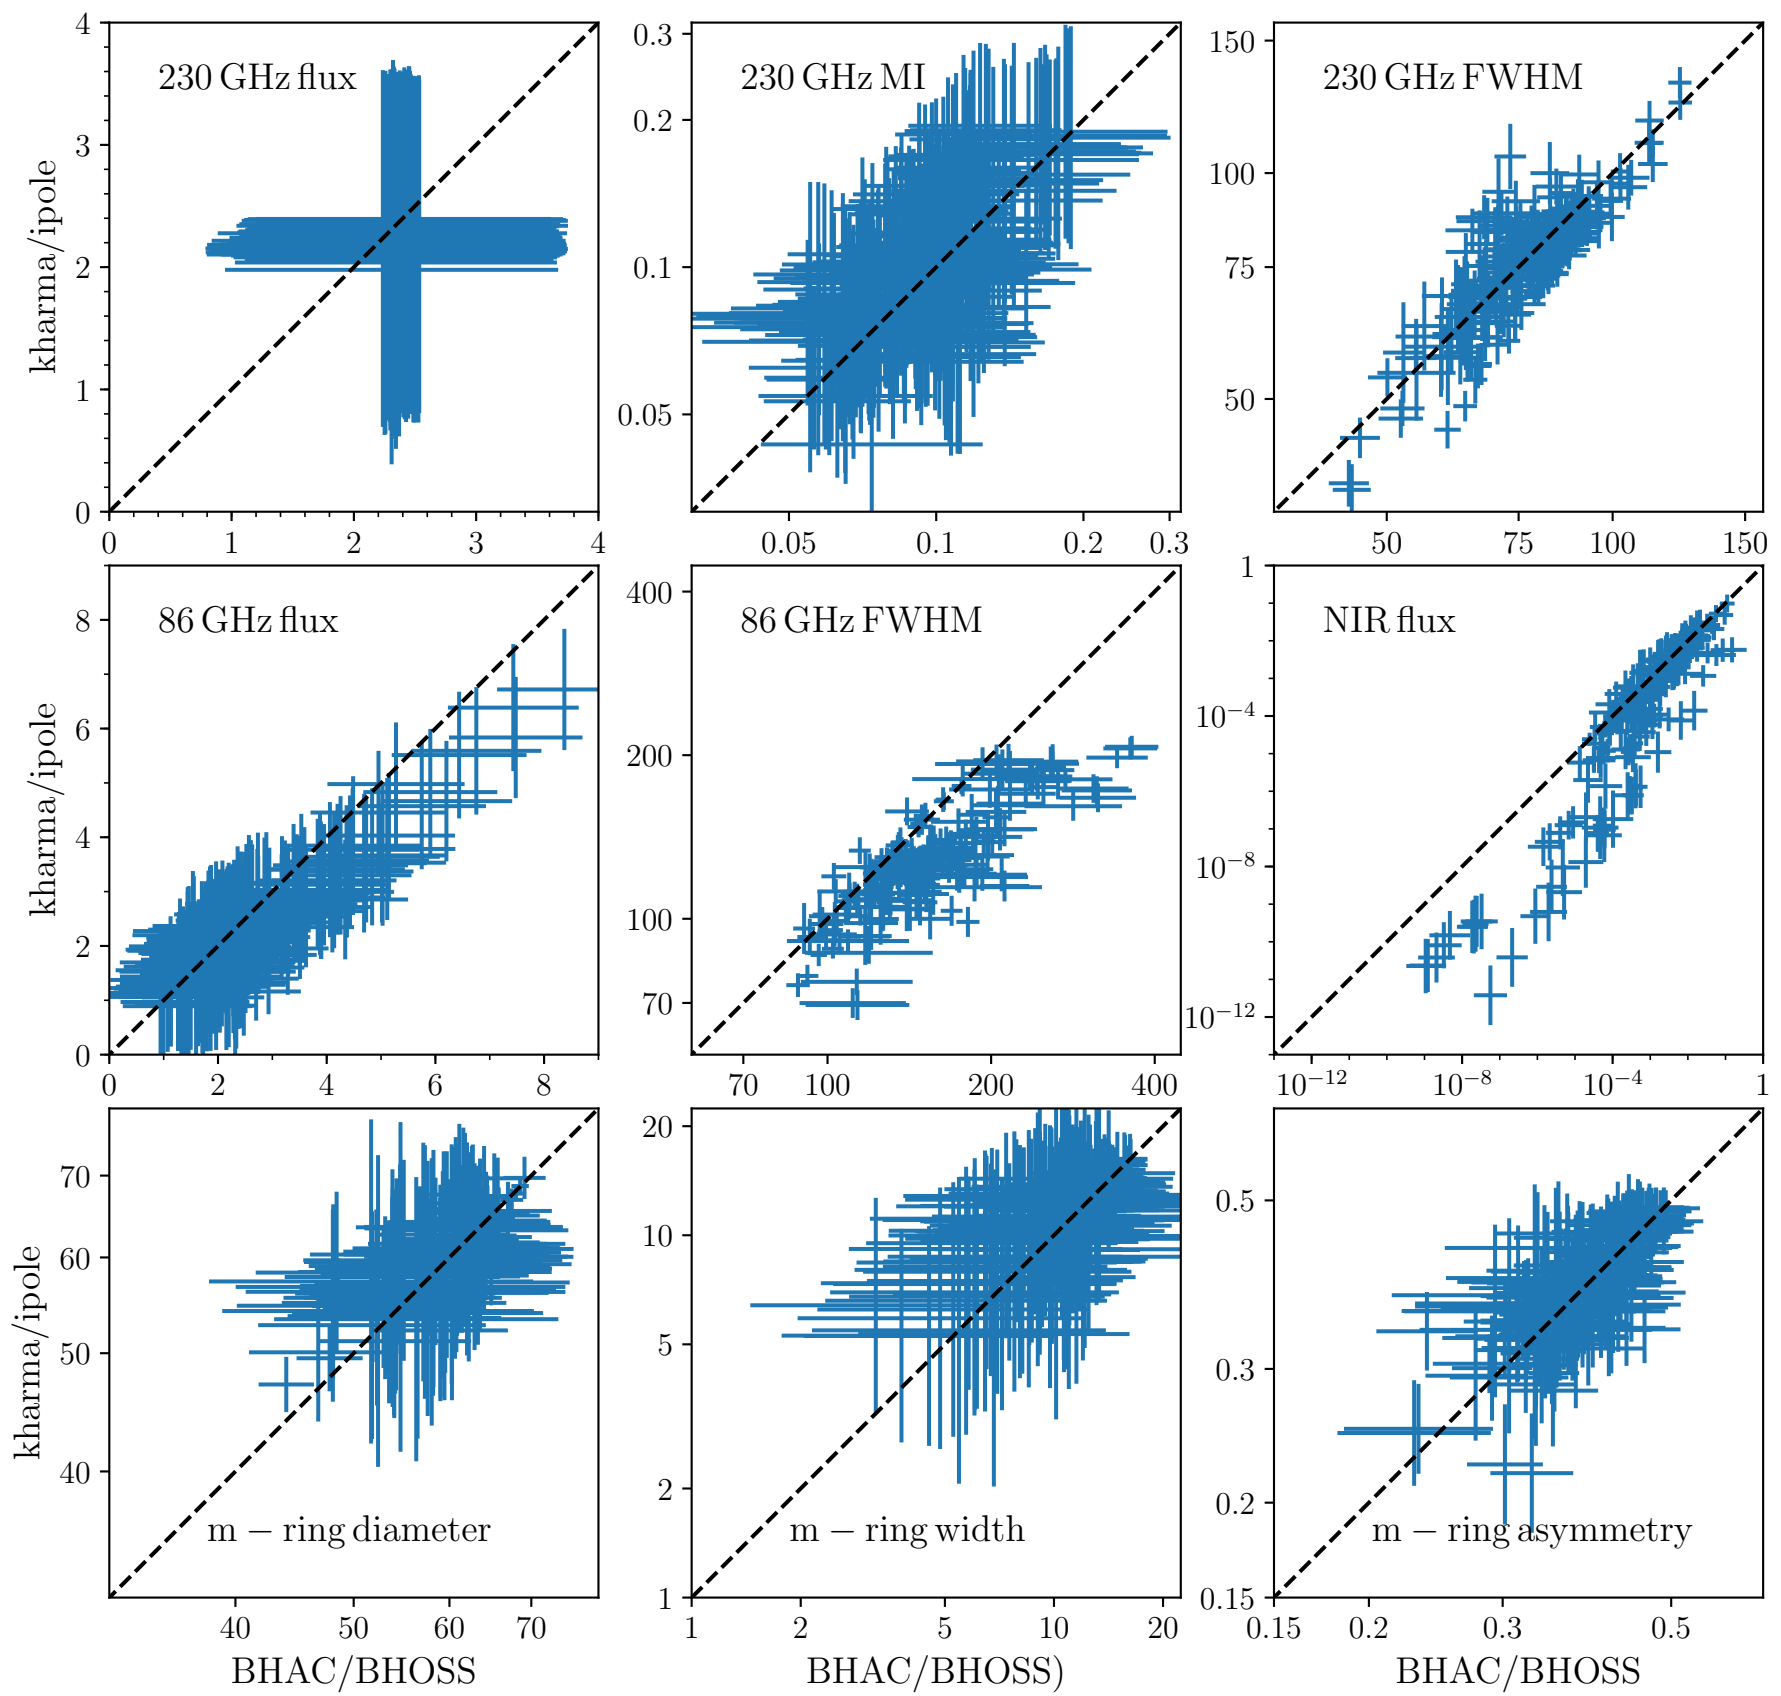 230 GHz flux
kharma/ipole
0
1
2
3
4
0 1 2 3 4
230 GHz MI
0.3
0.2
0.1
0.05
0.05 0.1 0.2 0.3
230 GHz FWHM
150
100
75
50
50 75 100 150
86 GHz flux
kharma/ipole
8
6
4
2
0
0 2 4 6 8
86 GHz FWHM
400
200
100
70
70 100 200 400
NIR flux
1
10⁻⁴
10⁻⁸
10⁻¹²
10⁻¹² 10⁻⁸ 10⁻⁴ 1
m − ring diameter
kharma/ipole
70
60
50
40
40 50 60 70
BHAC/BHOSS
m − ring width
20
10
5
2
1
1 2 5 10 20
BHAC/BHOSS)
m − ring asymmetry
0.5
0.3
0.2
0.15
0.15 0.2 0.3 0.5
BHAC/BHOSS